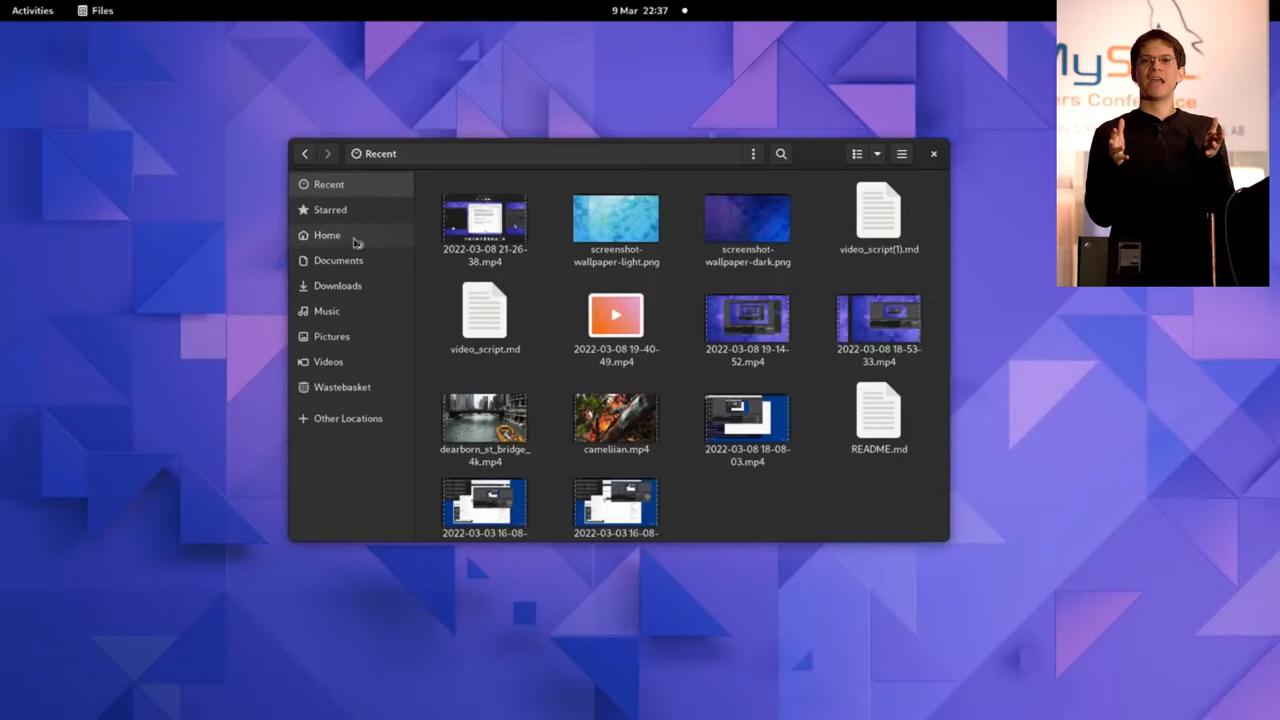 Activities
Files
9 Mar 22:37
Recent
Recent
Starred
Home
Documents
Downloads
Music
Pictures
Videos
Wastebasket
Other Locations
2022-03-08 21-26-
38.mp4
screenshot-
wallpaper-light.png
screenshot-
wallpaper-dark.png
video_script(1).md
video_script.md
2022-03-08 19-40-
49.mp4
2022-03-08 19-14-
52.mp4
2022-03-08 18-53-
33.mp4
dearborn_st_bridge_
4k.mp4
cameliian.mp4
2022-03-08 18-08-
03.mp4
README.md
2022-03-03 16-08-
2022-03-03 16-08-
MyS
ers Conference
AB